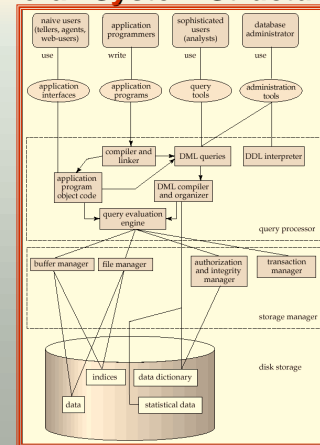 naive users (tellers, agents, web-users)
application programmers
sophisticated users (analysts)
database administrator
use
write
use
use
application interfaces
application programs
query tools
administration tools
compiler and linker
DML queries
DDL interpreter
application program object code
DML compiler and organizer
query evaluation engine
query processor
buffer manager
file manager
authorization and integrity manager
transaction manager
storage manager
disk storage
indices
data dictionary
data
statistical data